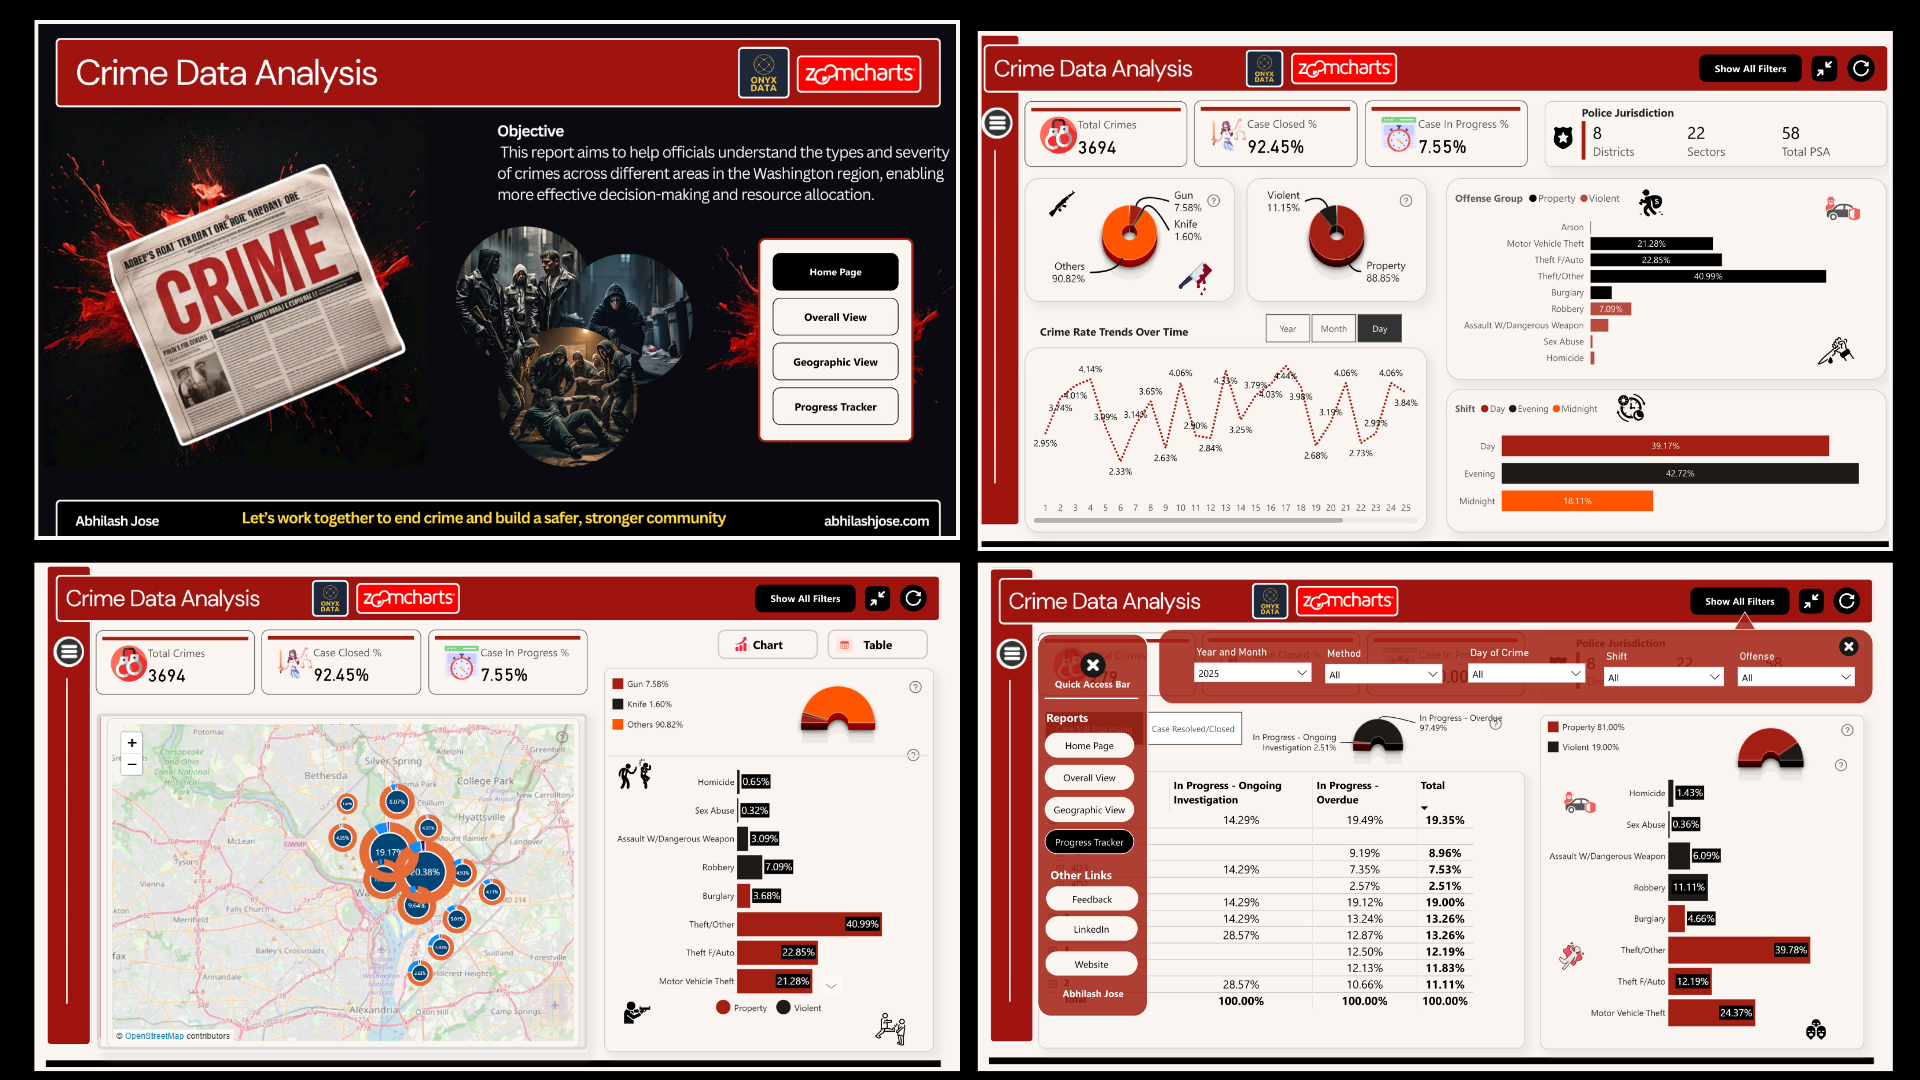 Crime Data Analysis
ONYX
DATA
zoomcharts
Objective
This report aims to help officials understand the types and severity
of crimes across different areas in the Washington region, enabling
more effective decision-making and resource allocation.
CRIME
Home Page
Overall View
Geographic View
Progress Tracker
Abhilash Jose
Let's work together to end crime and build a safer, stronger community
abhilashjose.com
Crime Data Analysis
ONYX
DATA
zoomcharts
Show All Filters
Total Crimes
3694
Case Closed %
92.45%
Case In Progress %
7.55%
Police Jurisdiction
8
Districts
22
Sectors
58
Total PSA
Gun
7.58%
Knife
1.60%
Others
90.82%
Violent
11.15%
Property
88.85%
Offense Group Property Violent
Arson
Motor Vehicle Theft 21.28%
Theft F/Auto 22.85%
Theft/Other 40.99%
Burglary
Robbery 7.09%
Assault W/Dangerous Weapon
Sex Abuse
Homicide
Crime Rate Trends Over Time
Year
Month
Day
2.95%
3.74%
4.01%
4.14%
3.09%
2.33%
3.14%
3.65%
2.63%
4.06%
2.90%
2.84%
4.33%
3.25%
3.79%
4.03%
4.44%
3.98%
2.68%
3.19%
4.06%
2.73%
2.95%
4.06%
3.84%
1 2 3 4 5 6 7 8 9 10 11 12 13 14 15 16 17 18 19 20 21 22 23 24 25
Shift Day Evening Midnight
Day 39.17%
Evening 42.72%
Midnight 18.11%
Crime Data Analysis
ONYX
DATA
zoomcharts
Show All Filters
Total Crimes
3694
Case Closed %
92.45%
Case In Progress %
7.55%
Chart
Table
+
−
Potomac
Chesapeake
and Ohio
Canal National
Historical
Park
Adelphi
Greenbelt
Silver Spring
Bethesda
College Park
Takoma Park
Chillum
New Carrollton
Hyattsville
Mount Rainier
Landover
McLean
GWMP
Tysons
Vienna
Falls Church
Merrifield
Bailey's Crossroads
Annandale
Hillcrest Heights
Suitland
Forestville
MD 214
Alexandria
Oxon Hill
Camp Springs
8.07%
19.17%
20.38%
9.64%
© OpenStreetMap contributors
Gun 7.58%
Knife 1.60%
Others 90.82%
Homicide 0.65%
Sex Abuse 0.32%
Assault W/Dangerous Weapon 3.09%
Robbery 7.09%
Burglary 3.68%
Theft/Other 40.99%
Theft F/Auto 22.85%
Motor Vehicle Theft 21.28%
Property Violent
Crime Data Analysis
ONYX
DATA
zoomcharts
Show All Filters
Year and Month
2025
Method
All
Day of Crime
All
Shift
All
Offense
All
Police Jurisdiction
8
22
58
Quick Access Bar
Reports
Home Page
Overall View
Geographic View
Progress Tracker
Other Links
Feedback
LinkedIn
Website
Abhilash Jose
Case Resolved/Closed
In Progress - Ongoing
Investigation 2.51%
In Progress - Overdue
97.49%
In Progress - Ongoing
Investigation
In Progress -
Overdue
Total
14.29% 19.49% 19.35%
9.19% 8.96%
14.29% 7.35% 7.53%
2.57% 2.51%
14.29% 19.12% 19.00%
14.29% 13.24% 13.26%
28.57% 12.87% 13.26%
12.50% 12.19%
12.13% 11.83%
28.57% 10.66% 11.11%
100.00% 100.00% 100.00%
Property 81.00%
Violent 19.00%
Homicide 1.43%
Sex Abuse 0.36%
Assault W/Dangerous Weapon 6.09%
Robbery 11.11%
Burglary 4.66%
Theft/Other 39.78%
Theft F/Auto 12.19%
Motor Vehicle Theft 24.37%